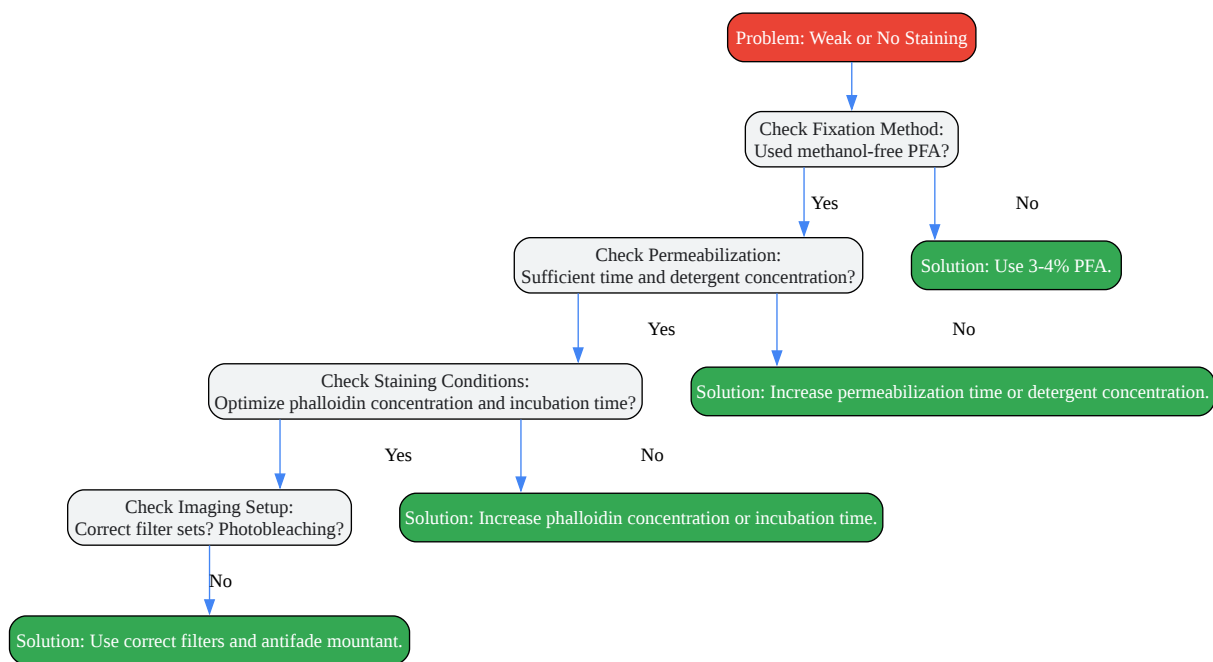 Problem: Weak or No Staining
Check Fixation Method:
Used methanol-free PFA?
Yes
No
Check Permeabilization:
Sufficient time and detergent concentration?
Solution: Use 3-4% PFA.
Yes
No
Check Staining Conditions:
Optimize phalloidin concentration and incubation time?
Solution: Increase permeabilization time or detergent concentration.
Yes
No
Check Imaging Setup:
Correct filter sets? Photobleaching?
Solution: Increase phalloidin concentration or incubation time.
No
Solution: Use correct filters and antifade mountant.